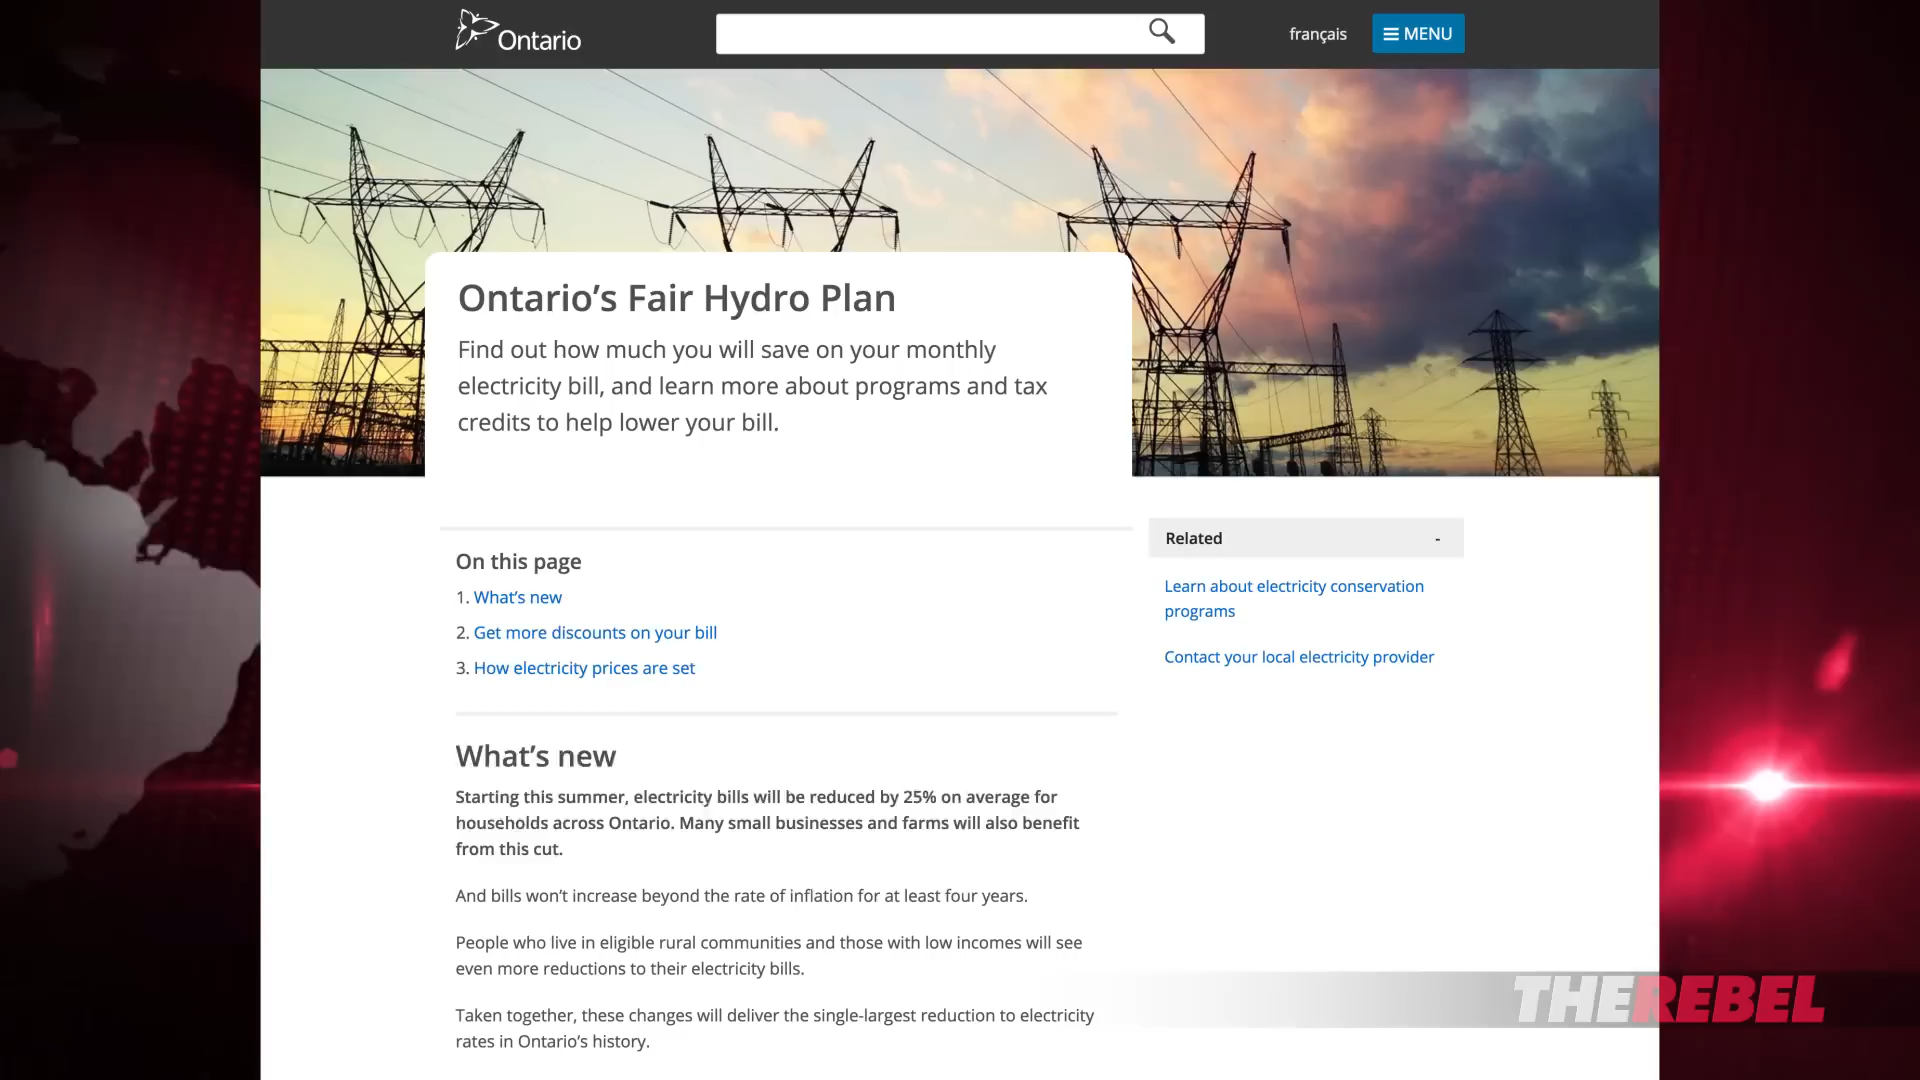 Ontario
français
MENU
Ontario’s Fair Hydro Plan
Find out how much you will save on your monthly
electricity bill, and learn more about programs and tax
credits to help lower your bill.
On this page
1. What’s new
2. Get more discounts on your bill
3. How electricity prices are set
Related -
Learn about electricity conservation
programs
Contact your local electricity provider
What’s new
Starting this summer, electricity bills will be reduced by 25% on average for
households across Ontario. Many small businesses and farms will also benefit
from this cut.
And bills won’t increase beyond the rate of inflation for at least four years.
People who live in eligible rural communities and those with low incomes will see
even more reductions to their electricity bills.
Taken together, these changes will deliver the single-largest reduction to electricity
rates in Ontario’s history.
THEREBEL